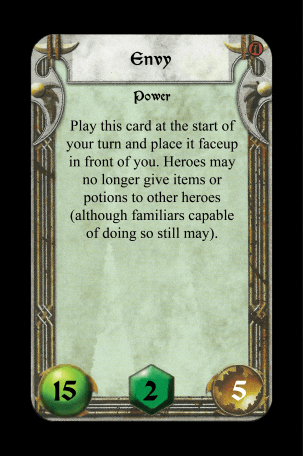 Envy
@
Power
Play this card at the start of
your turn and place it faceup
in front of you. Heroes may
no longer give items or
potions to other heroes
(although familiars capable
of doing so still may).
15 2 5